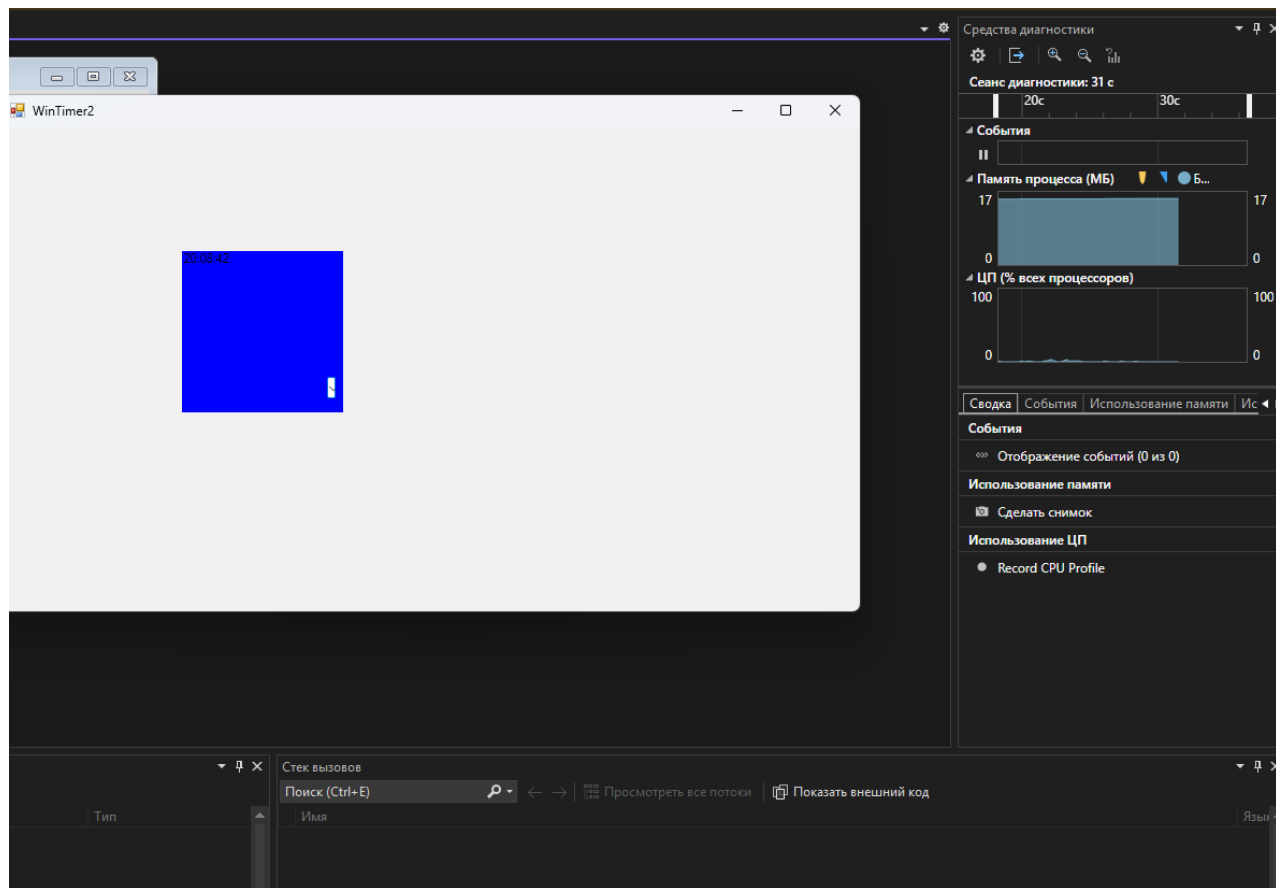 Средства диагностики
Сеанс диагностики: 31 с
20с 30с
WinTimer2
События
Память процесса (МБ) Б...
17 17
0 0
ЦП (% всех процессоров)
100 100
0 0
20:08:42
Сводка События Использование памяти Ис
События
Отображение событий (0 из 0)
Использование памяти
Сделать снимок
Использование ЦП
Record CPU Profile
Стек вызовов
Поиск (Ctrl+E) Просмотреть все потоки Показать внешний код
Тип Имя Язык